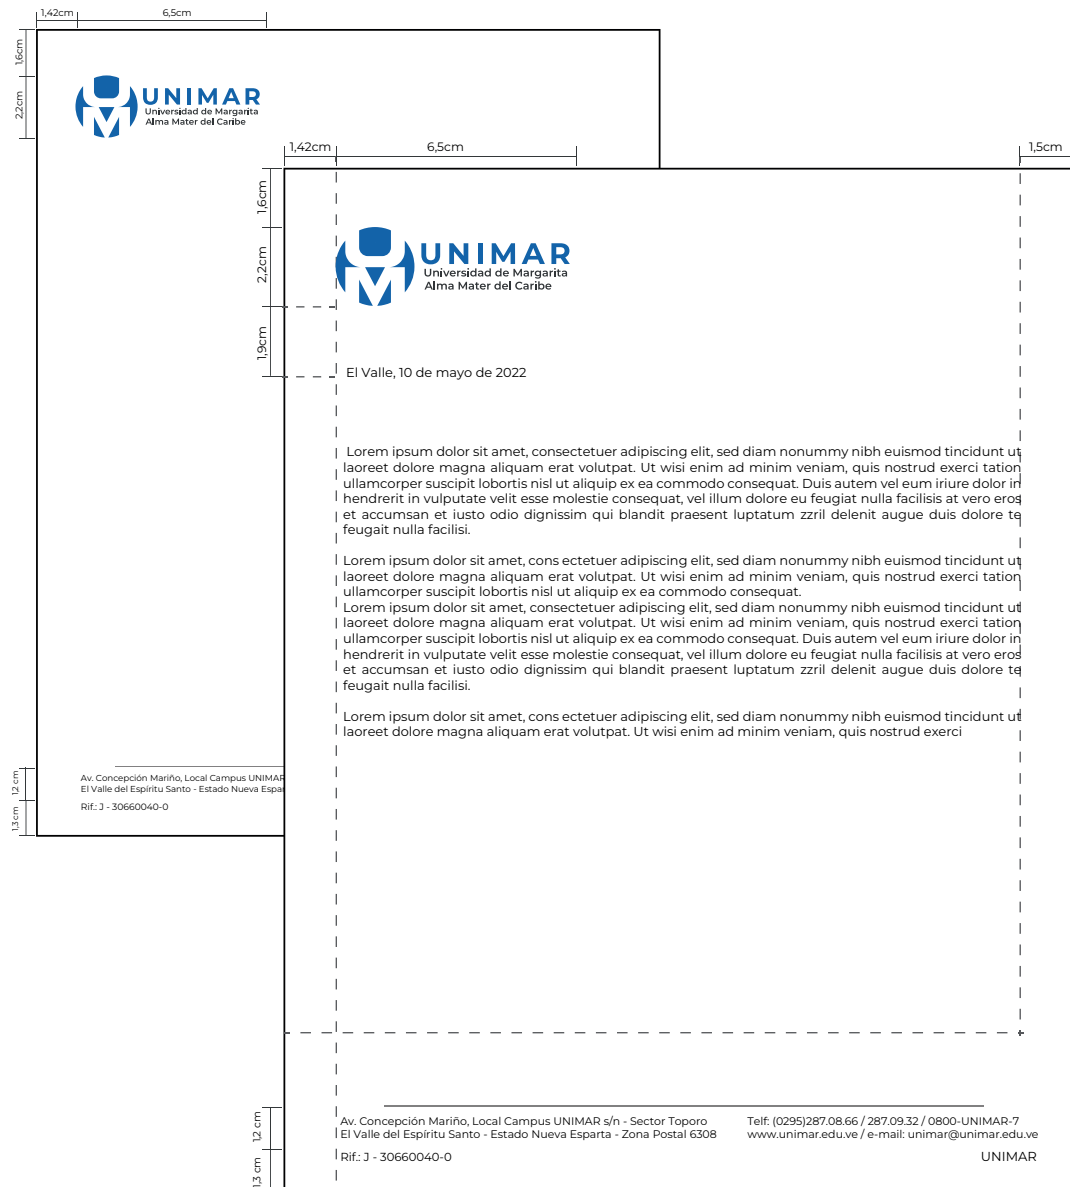 1,42cm
6,5cm
1,6cm
2,2cm
UNIMAR
Universidad de Margarita
Alma Mater del Caribe
1,2 cm
1,3 cm
Av. Concepción Mariño, Local Campus UNIMAR
El Valle del Espíritu Santo - Estado Nueva Espar
Rif.: J - 30660040-0
1,42cm
6,5cm
1,5cm
1,6cm
2,2cm
1,9cm
UNIMAR
Universidad de Margarita
Alma Mater del Caribe
El Valle, 10 de mayo de 2022
Lorem ipsum dolor sit amet, consectetuer adipiscing elit, sed diam nonummy nibh euismod tincidunt ut
laoreet dolore magna aliquam erat volutpat. Ut wisi enim ad minim veniam, quis nostrud exerci tation
ullamcorper suscipit lobortis nisl ut aliquip ex ea commodo consequat. Duis autem vel eum iriure dolor in
hendrerit in vulputate velit esse molestie consequat, vel illum dolore eu feugiat nulla facilisis at vero eros
et accumsan et iusto odio dignissim qui blandit praesent luptatum zzril delenit augue duis dolore te
feugait nulla facilisi.
Lorem ipsum dolor sit amet, cons ectetuer adipiscing elit, sed diam nonummy nibh euismod tincidunt ut
laoreet dolore magna aliquam erat volutpat. Ut wisi enim ad minim veniam, quis nostrud exerci tation
ullamcorper suscipit lobortis nisl ut aliquip ex ea commodo consequat.
Lorem ipsum dolor sit amet, consectetuer adipiscing elit, sed diam nonummy nibh euismod tincidunt ut
laoreet dolore magna aliquam erat volutpat. Ut wisi enim ad minim veniam, quis nostrud exerci tation
ullamcorper suscipit lobortis nisl ut aliquip ex ea commodo consequat. Duis autem vel eum iriure dolor in
hendrerit in vulputate velit esse molestie consequat, vel illum dolore eu feugiat nulla facilisis at vero eros
et accumsan et iusto odio dignissim qui blandit praesent luptatum zzril delenit augue duis dolore te
feugait nulla facilisi.
Lorem ipsum dolor sit amet, cons ectetuer adipiscing elit, sed diam nonummy nibh euismod tincidunt ut
laoreet dolore magna aliquam erat volutpat. Ut wisi enim ad minim veniam, quis nostrud exerci
1,2 cm
1,3 cm
Av. Concepción Mariño, Local Campus UNIMAR s/n - Sector Toporo
El Valle del Espíritu Santo - Estado Nueva Esparta - Zona Postal 6308
Rif.: J - 30660040-0
Telf: (0295)287.08.66 / 287.09.32 / 0800-UNIMAR-7
www.unimar.edu.ve / e-mail: unimar@unimar.edu.ve
UNIMAR